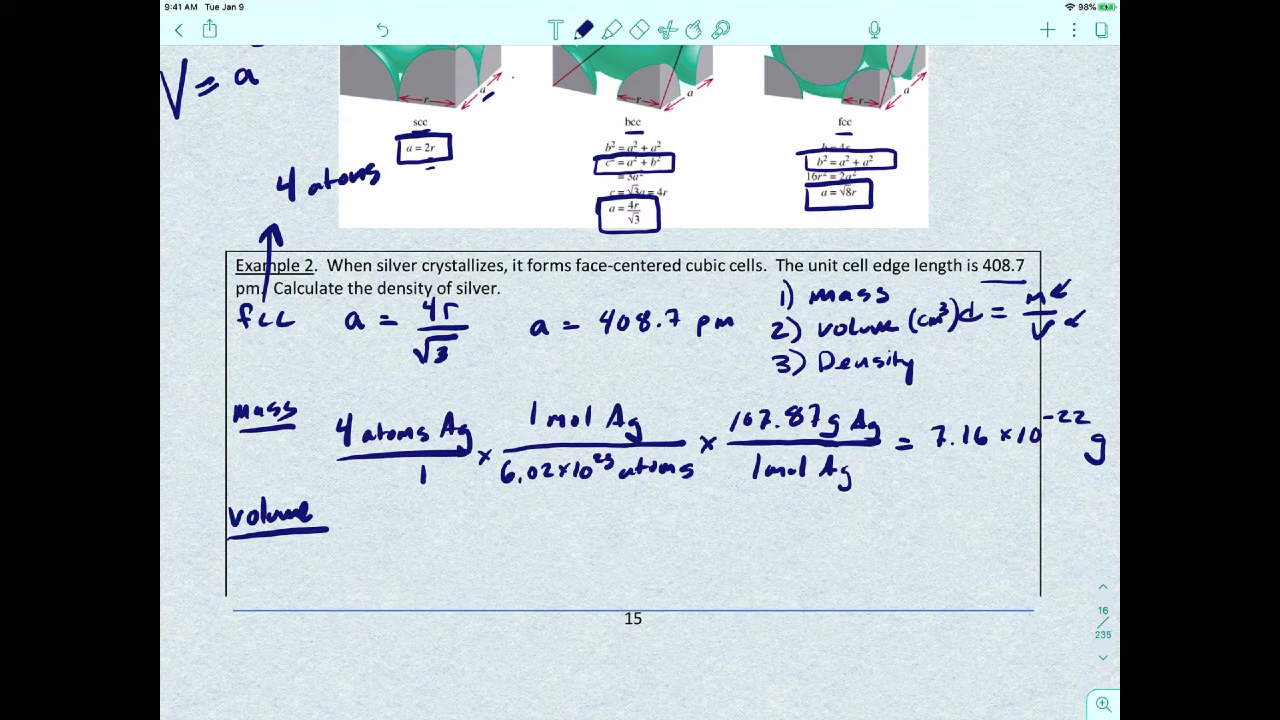 9:41 AM Tue Jan 9
98%
V = a
r
a
r
a
r
scc
a = 2r
bcc
b² = a² + a²
c² = a² + b²
= 3a²
c = √3a = 4r
a = 4r/√3
fcc
b = 4r
b² = a² + a²
16r² = 2a²
a = √8r
4 atoms
Example 2. When silver crystallizes, it forms face-centered cubic cells. The unit cell edge length is 408.7
pm. Calculate the density of silver.
fcc a = 4r/√3 a = 408.7 pm
1) mass
2) volume (cm³) d = m/V
3) Density
mass
4 atoms Ag/1 × 1 mol Ag/6.02×10²³ atoms × 107.87g Ag/1 mol Ag = 7.16 × 10⁻²² g
volume
15
16
/
235